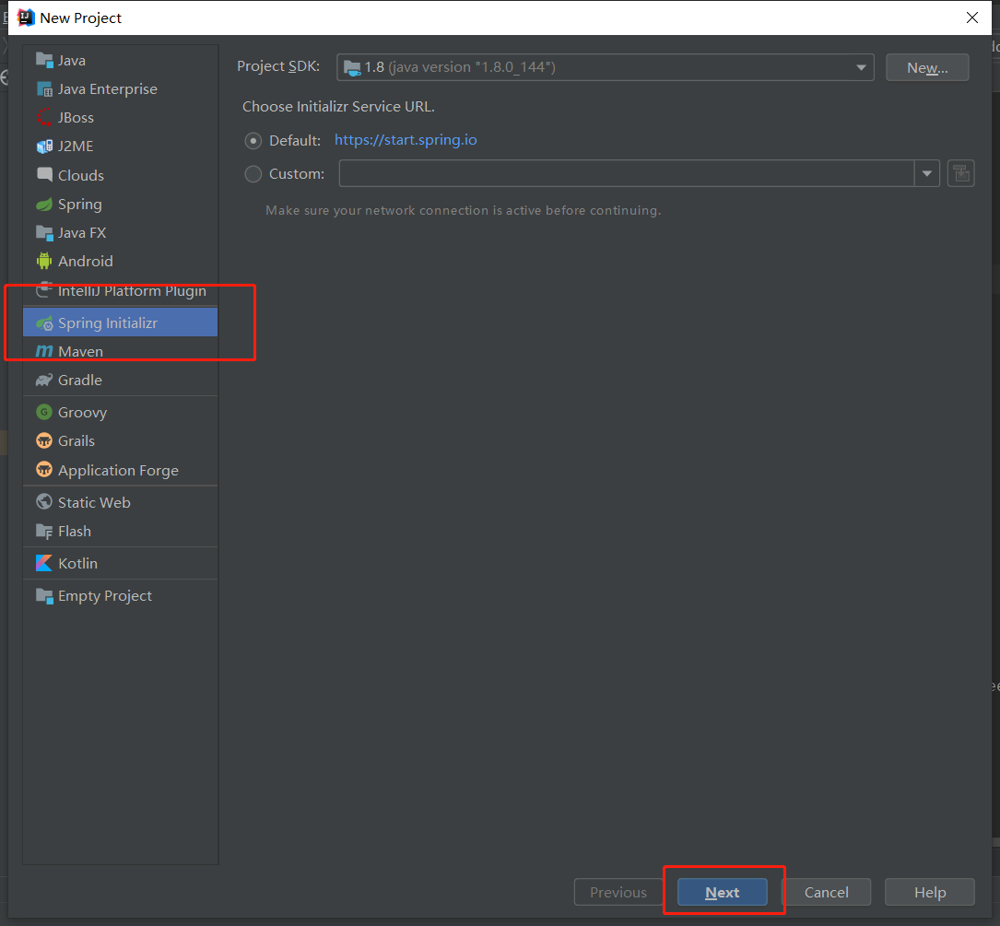 New Project
Java
Java Enterprise
JBoss
J2ME
Clouds
Spring
Java FX
Android
IntelliJ Platform Plugin
Spring Initializr
Maven
Gradle
Groovy
Grails
Application Forge
Static Web
Flash
Kotlin
Empty Project
Project SDK: 1.8 (java version "1.8.0_144") New...
Choose Initializr Service URL.
Default: https://start.spring.io
Custom:
Make sure your network connection is active before continuing.
Previous Next Cancel Help